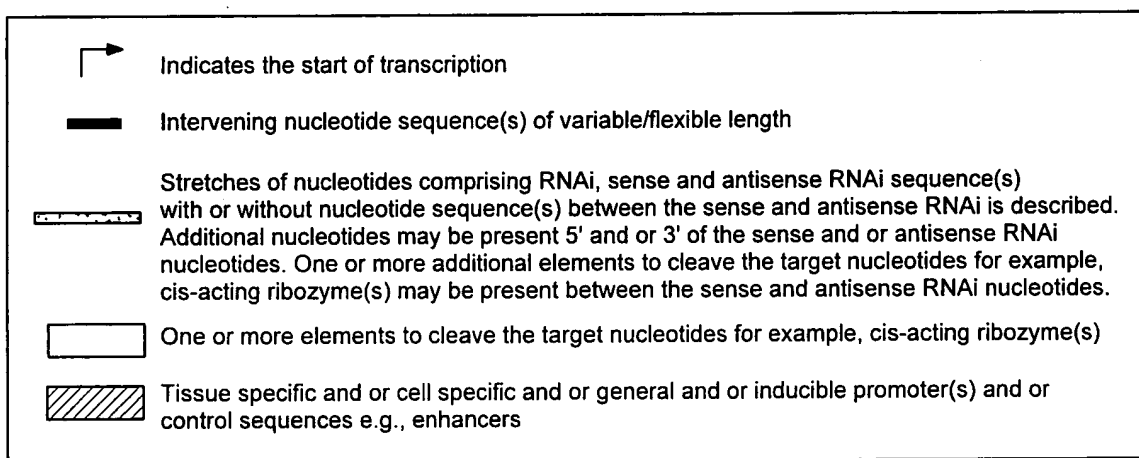 Indicates the start of transcription
Intervening nucleotide sequence(s) of variable/flexible length
Stretches of nucleotides comprising RNAi, sense and antisense RNAi sequence(s)
with or without nucleotide sequence(s) between the sense and antisense RNAi is described.
Additional nucleotides may be present 5' and or 3' of the sense and or antisense RNAi
nucleotides. One or more additional elements to cleave the target nucleotides for example,
cis-acting ribozyme(s) may be present between the sense and antisense RNAi nucleotides.
One or more elements to cleave the target nucleotides for example, cis-acting ribozyme(s)
Tissue specific and or cell specific and or general and or inducible promoter(s) and or
control sequences e.g., enhancers